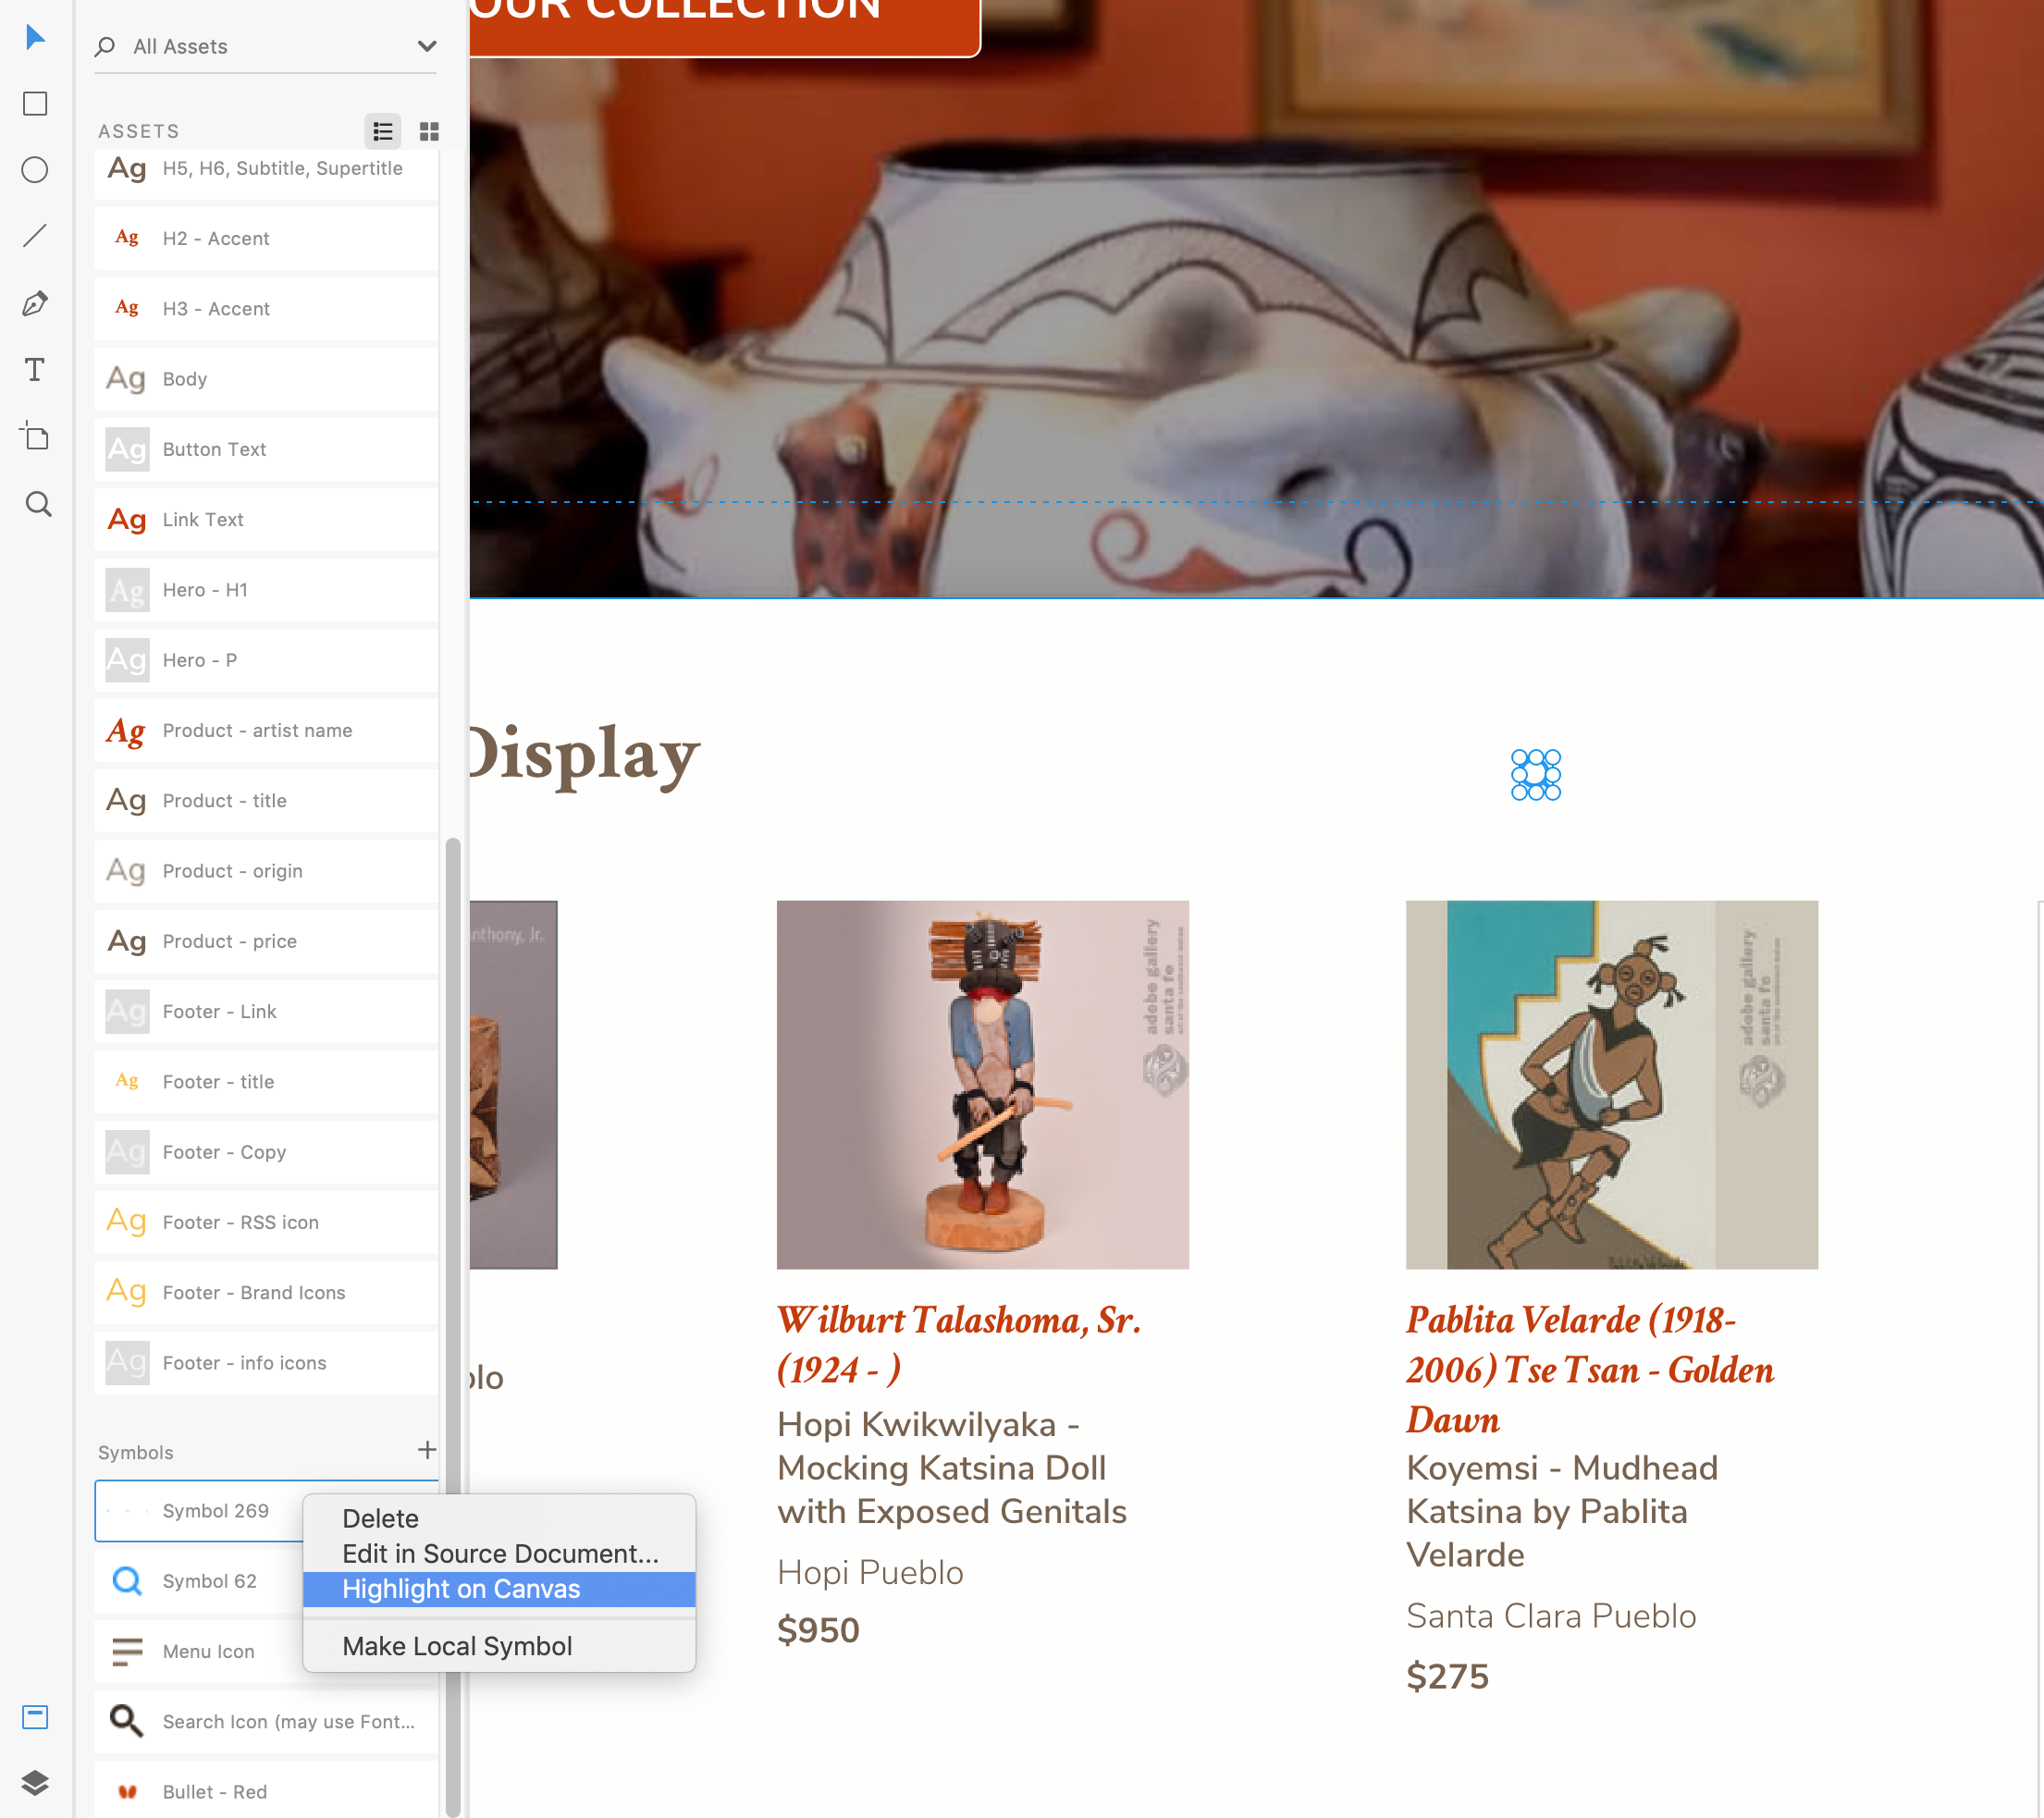 OUR COLLECTION
All Assets
ASSETS
Ag H5, H6, Subtitle, Supertitle
Ag H2 - Accent
Ag H3 - Accent
Ag Body
Ag Button Text
Ag Link Text
Ag Hero - H1
Ag Hero - P
Ag Product - artist name
Ag Product - title
Ag Product - origin
Ag Product - price
Ag Footer - Link
Ag Footer - title
Ag Footer - Copy
Ag Footer - RSS icon
Ag Footer - Brand Icons
Ag Footer - info icons
Symbols
Symbol 269
Symbol 62
Menu Icon
Search Icon (may use Font...
Bullet - Red
Delete
Edit in Source Document...
Highlight on Canvas
Make Local Symbol
T
Display
nthony, Jr.
lo
adobe gallery
santa fe
Wilburt Talashoma, Sr.
(1924 - )
Hopi Kwikwilyaka -
Mocking Katsina Doll
with Exposed Genitals
Hopi Pueblo
$950
adobe gallery
santa fe
Pablita Velarde (1918-
2006) Tse Tsan - Golden
Dawn
Koyemsi - Mudhead
Katsina by Pablita
Velarde
Santa Clara Pueblo
$275